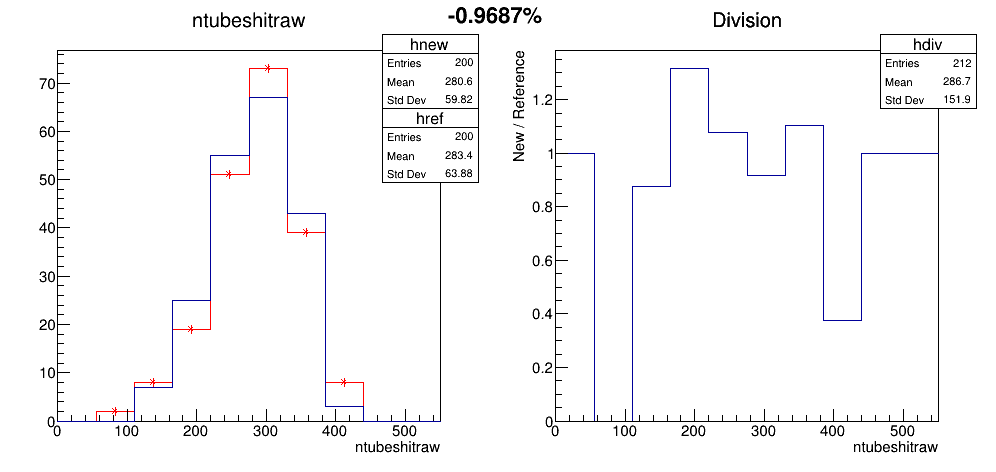 -0.9687%
ntubeshitraw
hnew
Entries 200
Mean 280.6
Std Dev 59.82
href
Entries 200
Mean 283.4
Std Dev 63.88
70
60
50
40
30
20
10
0
0 100 200 300 400 500
ntubeshitraw
Division
hdiv
Entries 212
Mean 286.7
Std Dev 151.9
New / Reference
1.2
1
0.8
0.6
0.4
0.2
0
0 100 200 300 400 500
ntubeshitraw